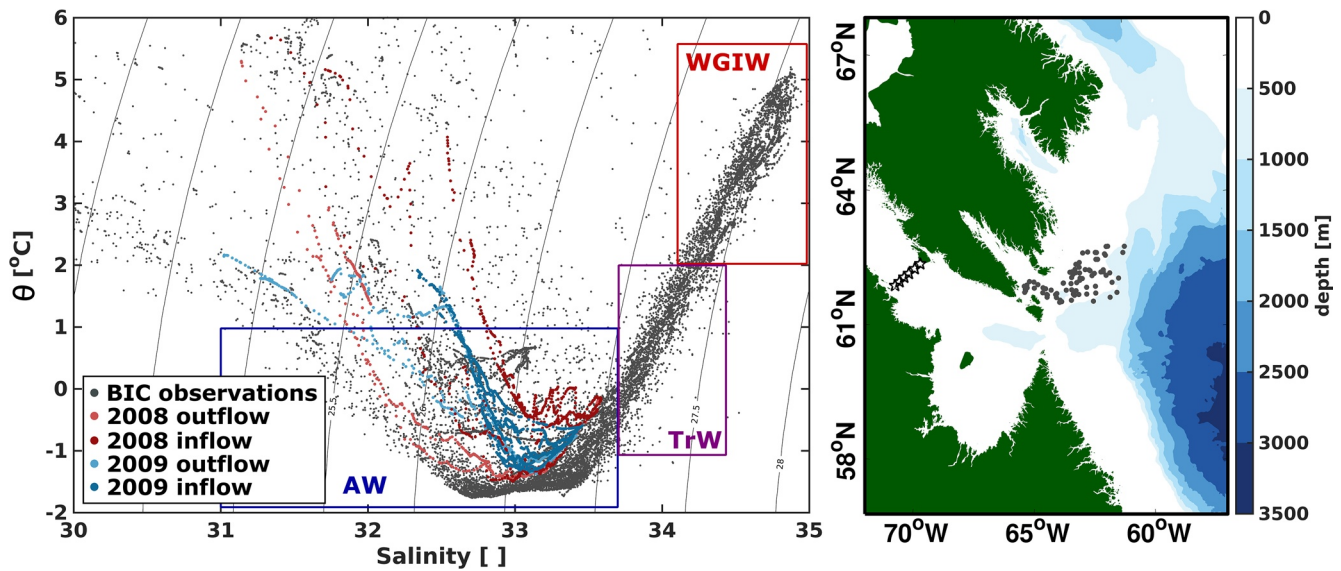 6
5
4
3
2
1
0
-1
-2
θ [°C]
30
31
32
33
34
35
Salinity [ ]
WGIW
TrW
AW
25.5
27.5
28
BIC observations
2008 outflow
2008 inflow
2009 outflow
2009 inflow
67°N
64°N
61°N
58°N
70°W
65°W
60°W
0
500
1000
1500
2000
2500
3000
3500
depth [m]